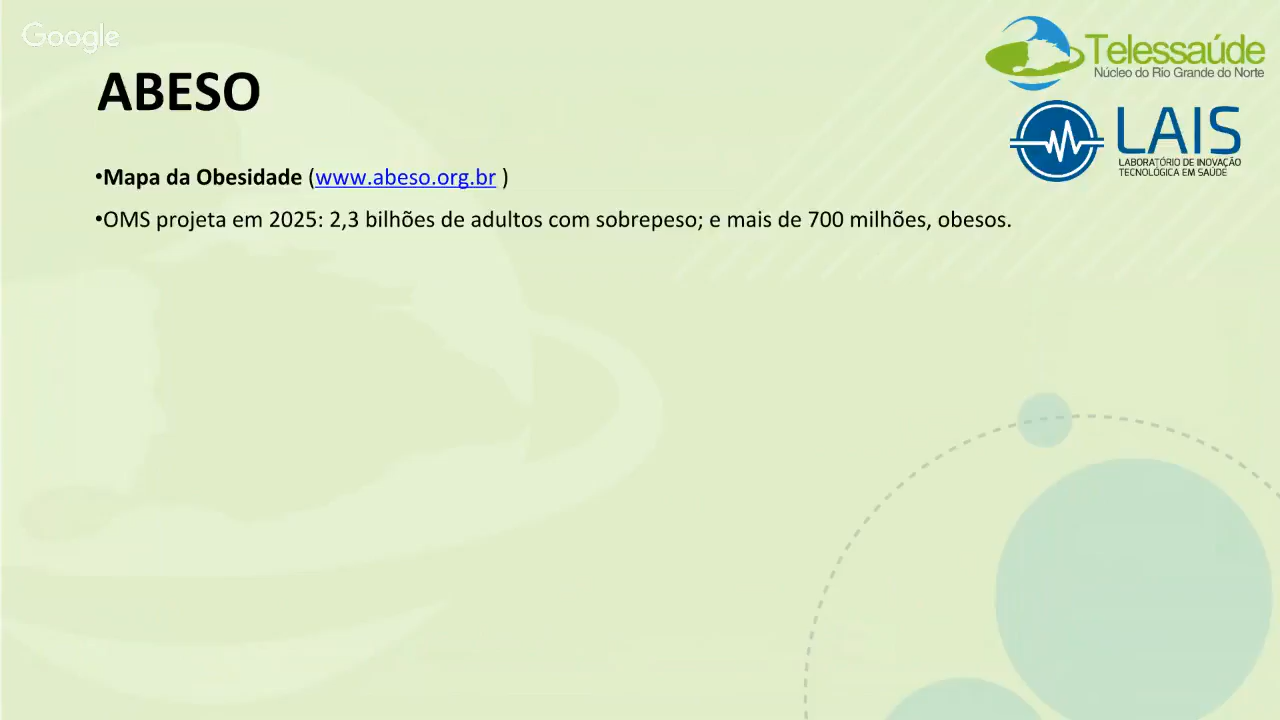 Google
Telessaúde
Núcleo do Rio Grande do Norte
ABESO
LAIS
LABORATÓRIO DE INOVAÇÃO
TECNOLÓGICA EM SAÚDE
•Mapa da Obesidade (www.abeso.org.br )
•OMS projeta em 2025: 2,3 bilhões de adultos com sobrepeso; e mais de 700 milhões, obesos.